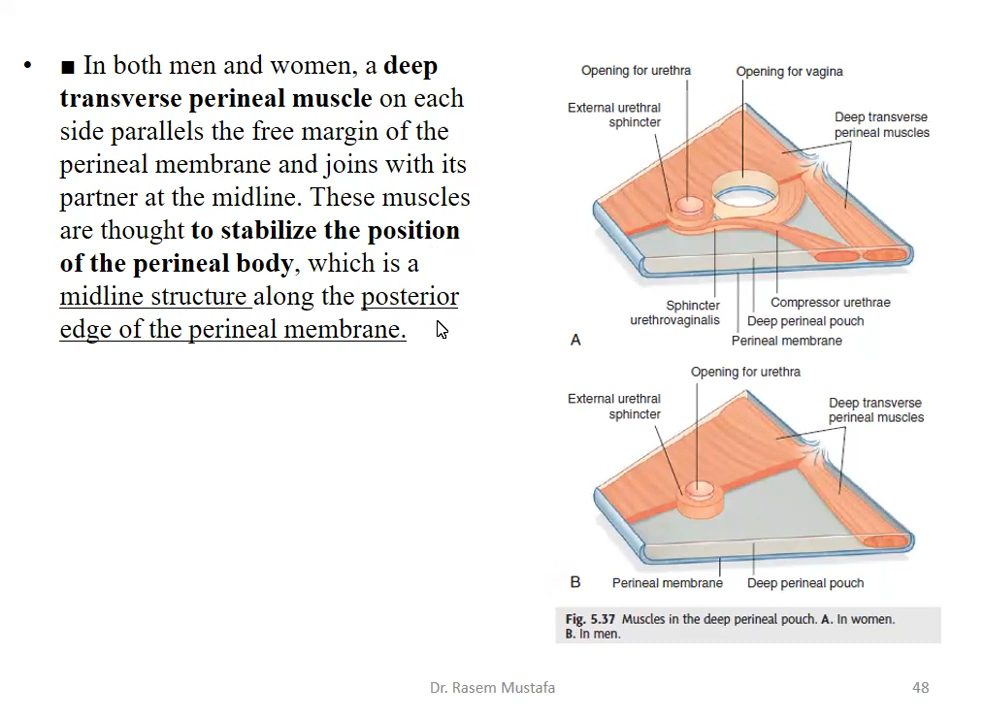 • ■ In both men and women, a deep
transverse perineal muscle on each
side parallels the free margin of the
perineal membrane and joins with its
partner at the midline. These muscles
are thought to stabilize the position
of the perineal body, which is a
midline structure along the posterior
edge of the perineal membrane.
Opening for urethra
Opening for vagina
External urethral
sphincter
Deep transverse
perineal muscles
Sphincter
urethrovaginalis
Compressor urethrae
Deep perineal pouch
Perineal membrane
A
Opening for urethra
External urethral
sphincter
Deep transverse
perineal muscles
B
Perineal membrane
Deep perineal pouch
Fig. 5.37 Muscles in the deep perineal pouch. A. In women.
B. In men.
Dr. Rasem Mustafa
48